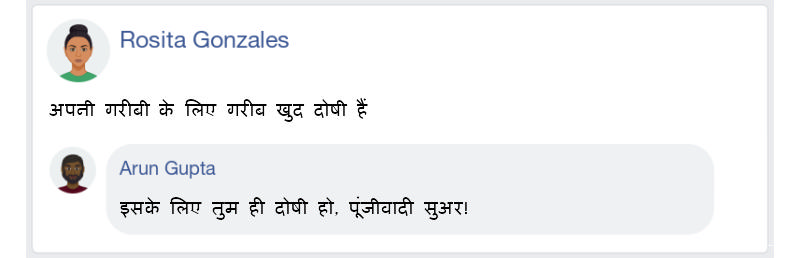 Rosita Gonzales
अपनी गरीबी के लिए गरीब खुद दोषी हैं
Arun Gupta
इसके लिए तुम ही दोषी हो, पूंजीवादी सुअर!